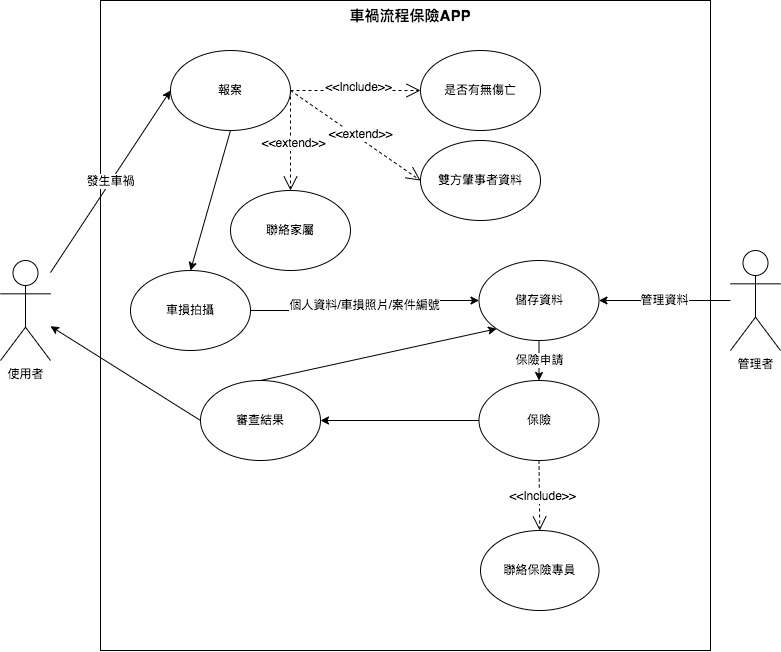 車禍流程保險APP
報案
<<Include>>
是否有無傷亡
<<extend>>
<<extend>>
發生車禍
雙方肇事者資料
聯絡家屬
車損拍攝
個人資料/車損照片/案件編號
儲存資料
管理資料
使用者
保險申請
管理者
審查結果
保險
<<Include>>
聯絡保險專員